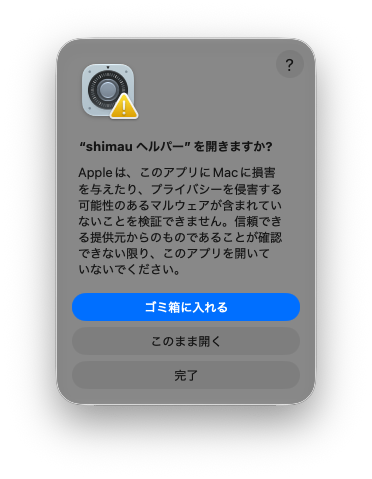 ?
“shimau ヘルパー” を開きますか?
Appleは、このアプリにMacに損害
を与えたり、プライバシーを侵害する
可能性のあるマルウェアが含まれてい
ないことを検証できません。信頼でき
る提供元からのものであることが確認
できない限り、このアプリを開いて
いないでください。
ゴミ箱に入れる
このまま開く
完了